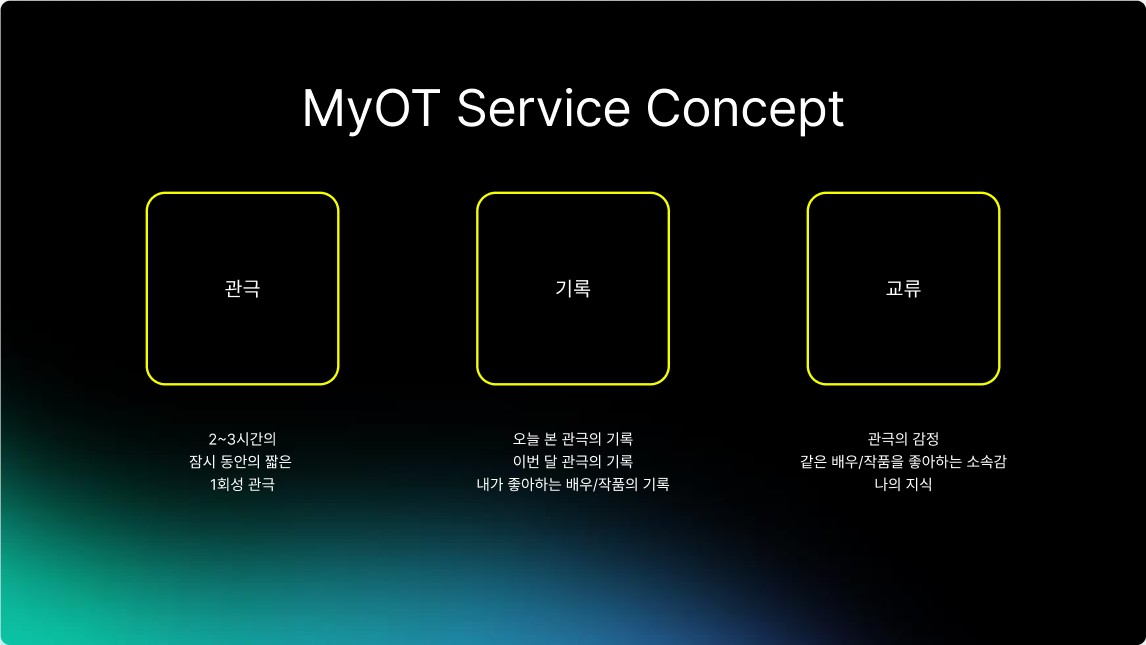 MyOT Service Concept
관극
기록
교류
2~3시간의
잠시 동안의 짧은
1회성 관극
오늘 본 관극의 기록
이번 달 관극의 기록
내가 좋아하는 배우/작품의 기록
관극의 감정
같은 배우/작품을 좋아하는 소속감
나의 지식